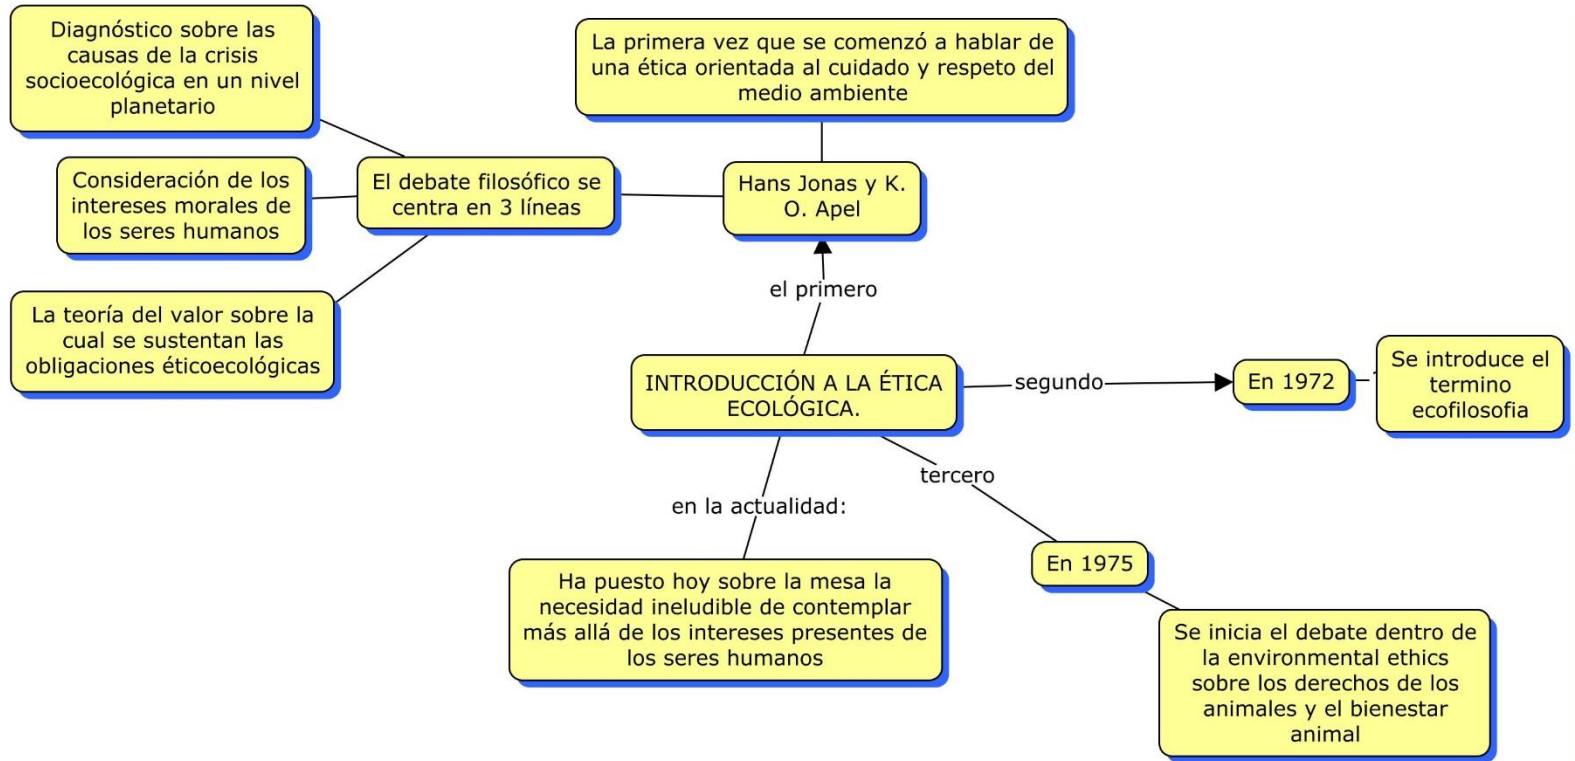 Diagnóstico sobre las
causas de la crisis
socioecológica en un nivel
planetario
La primera vez que se comenzó a hablar de
una ética orientada al cuidado y respeto del
medio ambiente
Consideración de los
intereses morales de
los seres humanos
El debate filosófico se
centra en 3 líneas
Hans Jonas y K.
O. Apel
La teoría del valor sobre la
cual se sustentan las
obligaciones éticoecológicas
el primero
INTRODUCCIÓN A LA ÉTICA
ECOLÓGICA.
segundo
En 1972
Se introduce el
termino
ecofilosofia
tercero
en la actualidad:
En 1975
Ha puesto hoy sobre la mesa la
necesidad ineludible de contemplar
más allá de los intereses presentes de
los seres humanos
Se inicia el debate dentro de
la environmental ethics
sobre los derechos de los
animales y el bienestar
animal